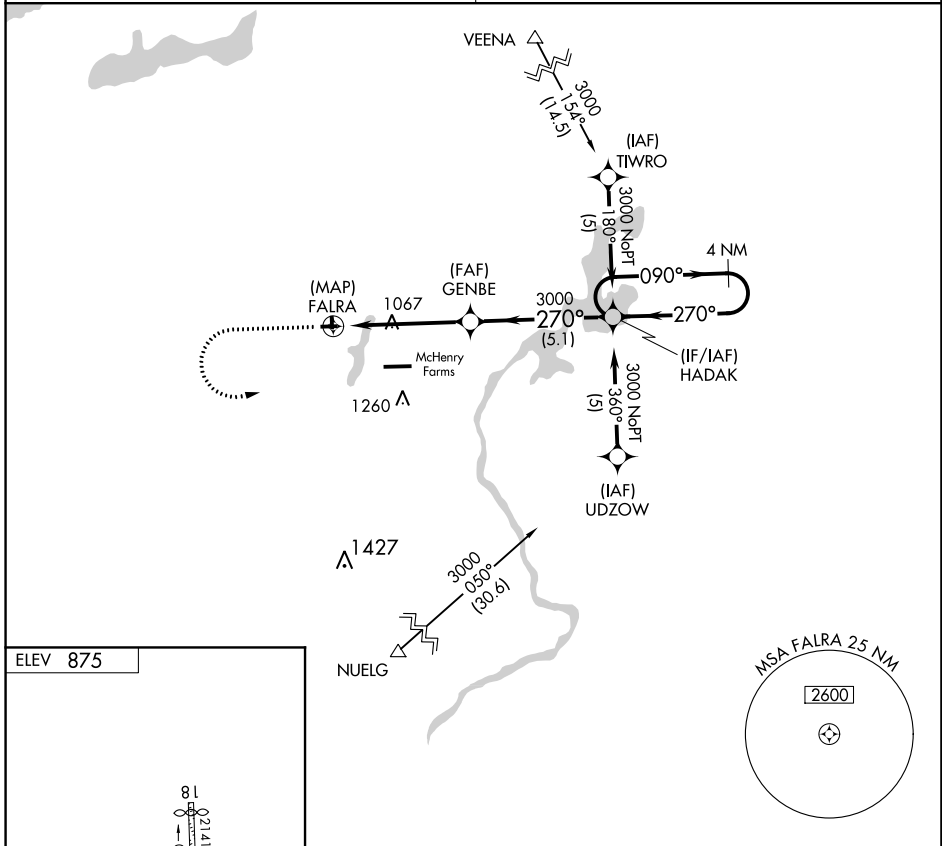 VEENA
3000
154°
(14.5)
(IAF)
TIWRO
3000 NoPT
180°
(5)
4 NM
090°
(FAF)
GENBE
(MAP)
FALRA
1067
3000
270°
(5.1)
270°
(IF/IAF)
HADAK
McHenry
Farms
1260
3000 NoPT
360°
(5)
(IAF)
UDZOW
1427
3000
050°
(30.6)
NUELG
ELEV 875
MSA FALRA 25 NM
2600
18
2141